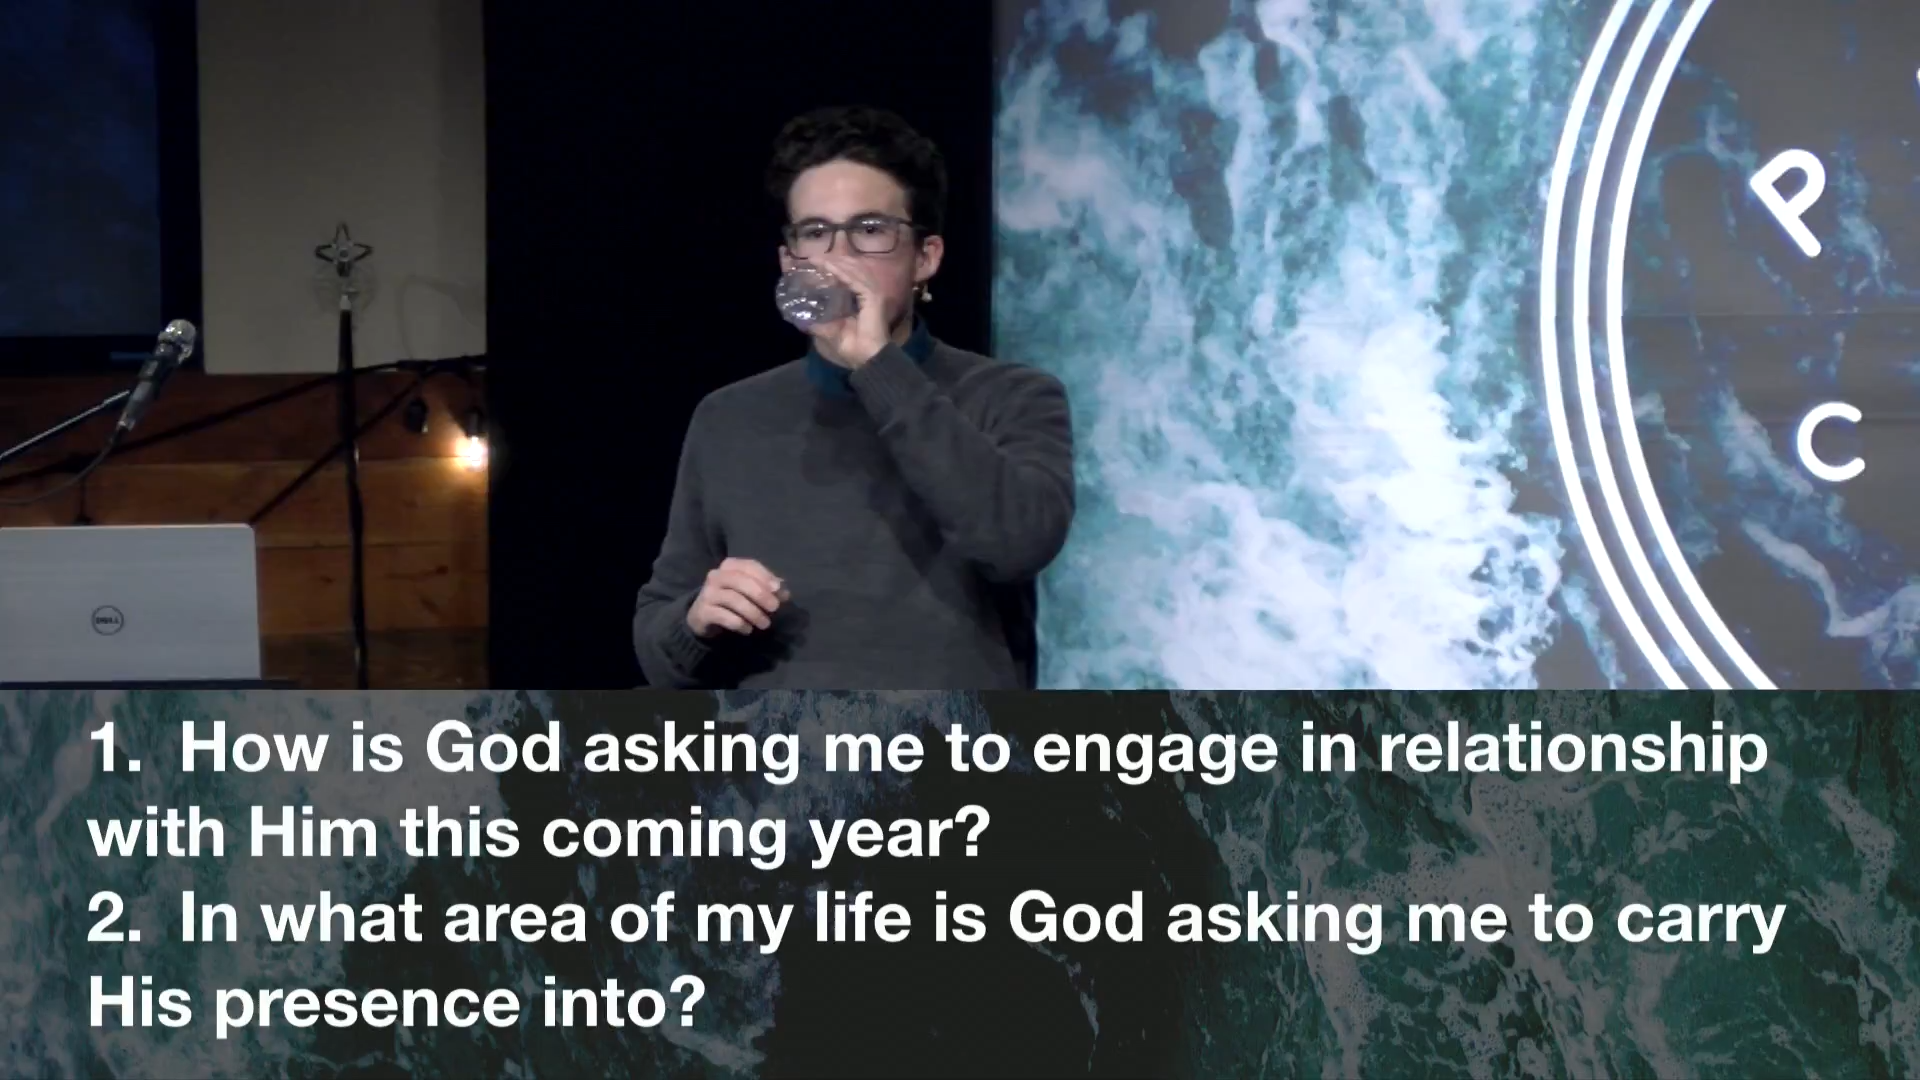 P
C
DELL
1. How is God asking me to engage in relationship
with Him this coming year?
2. In what area of my life is God asking me to carry
His presence into?